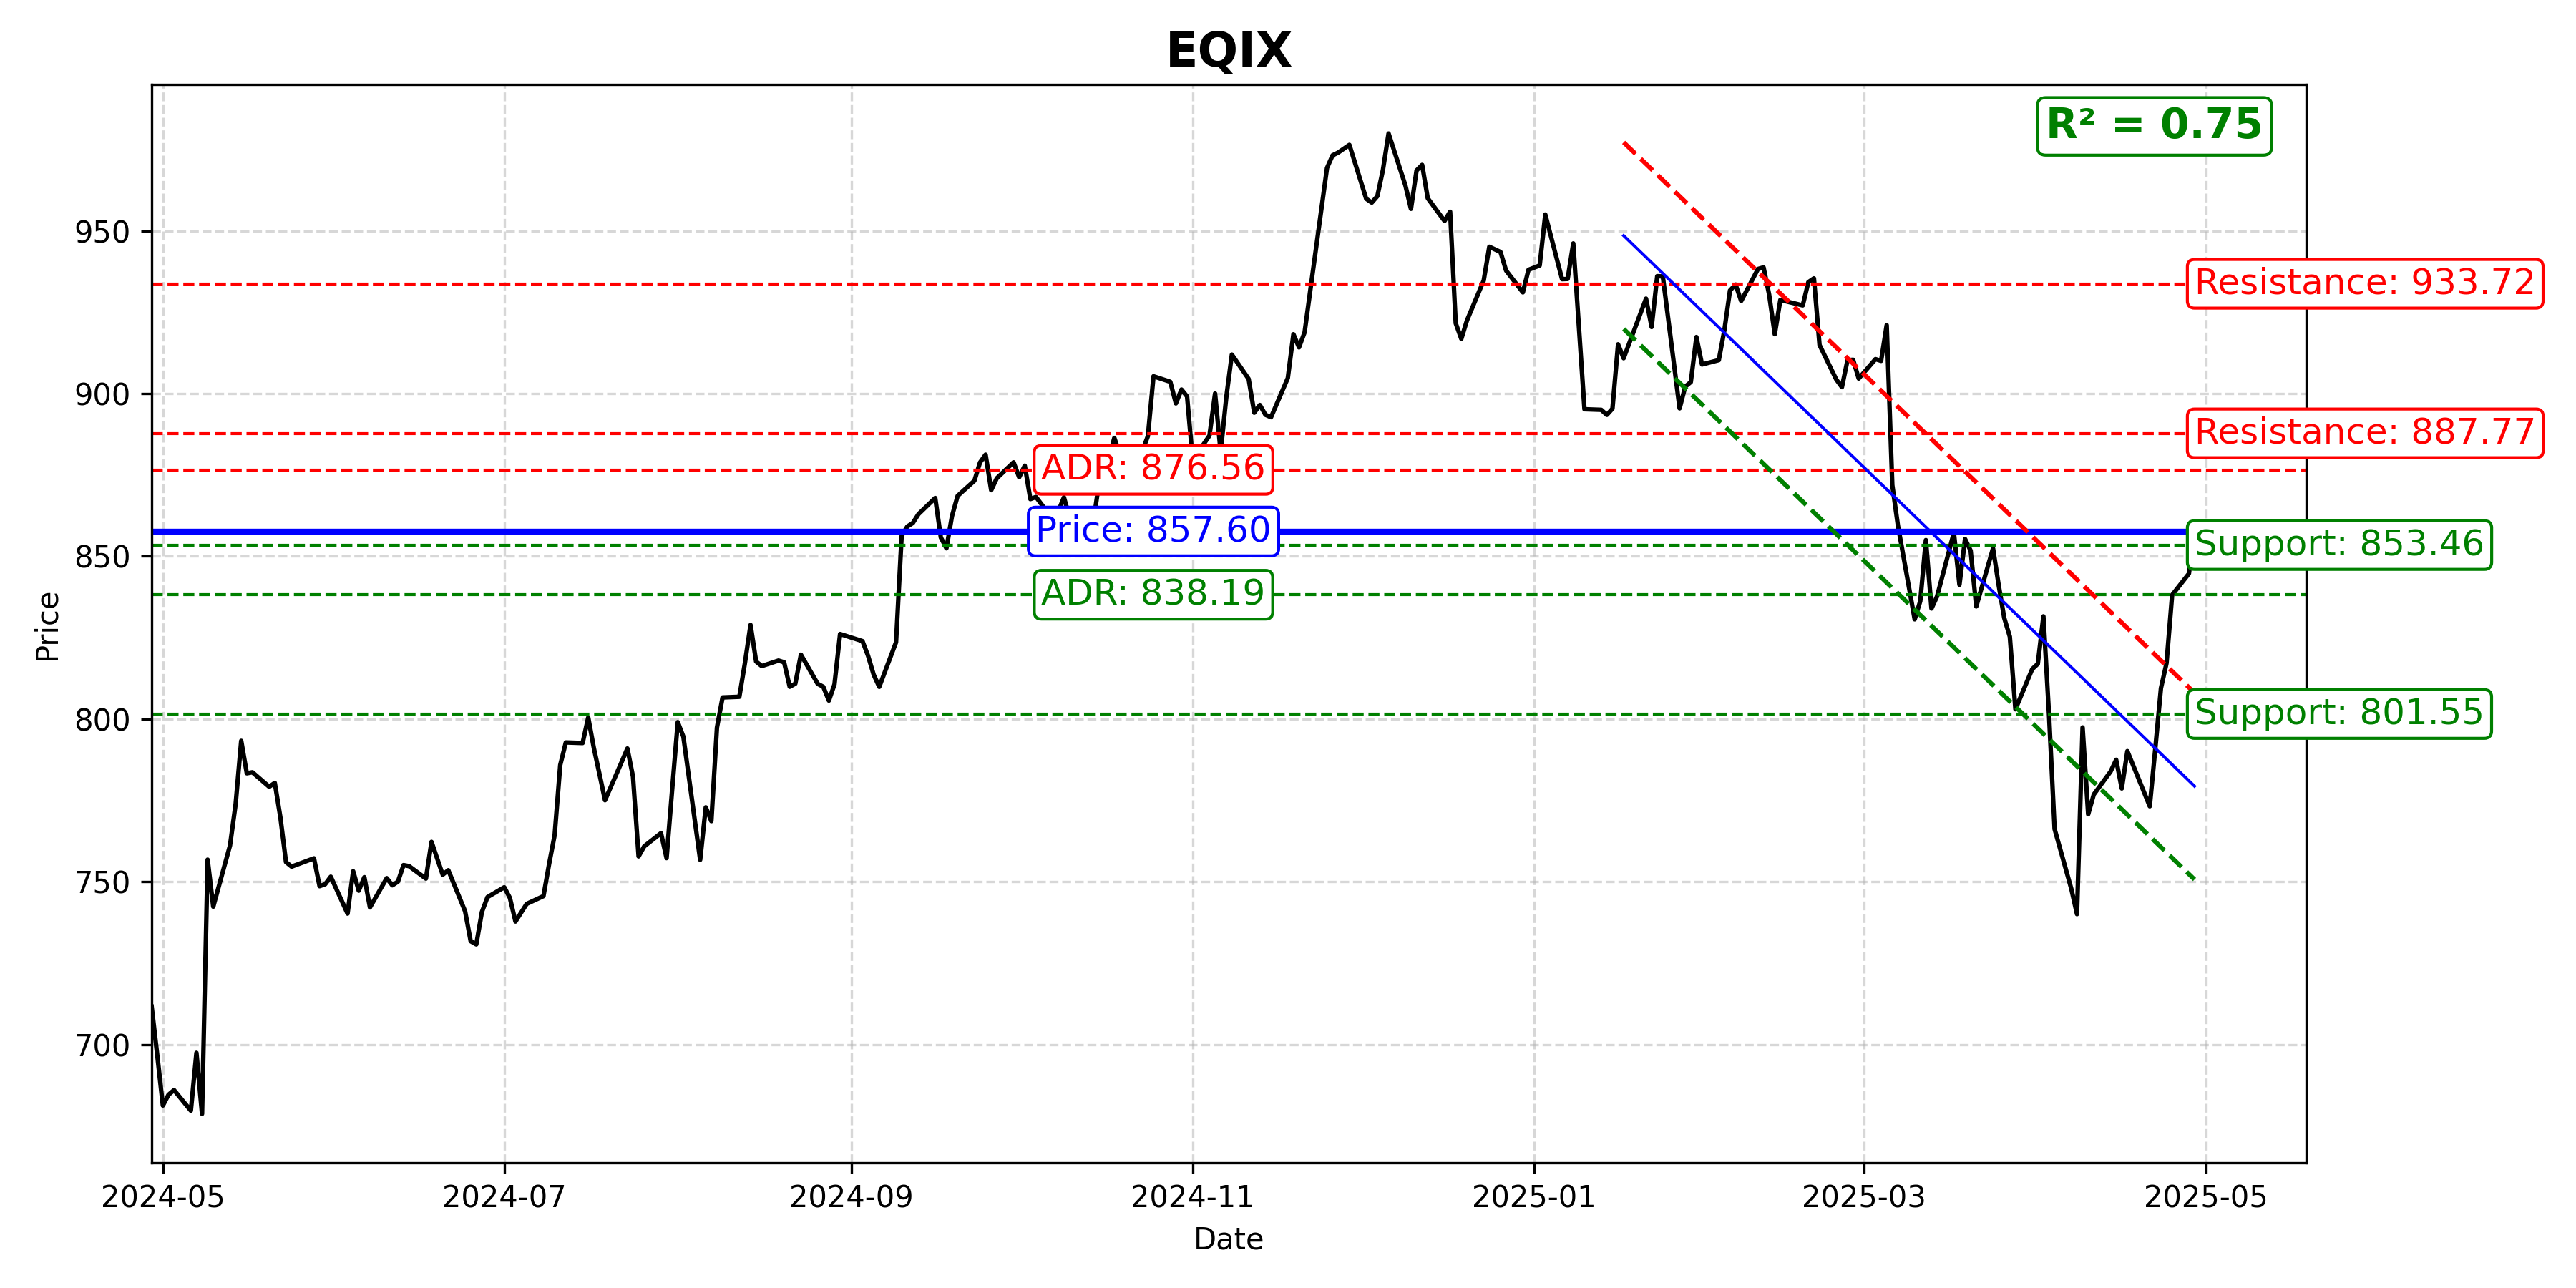 EQIX
R² = 0.75
950
900
850
800
750
700
Price
Resistance: 933.72
Resistance: 887.77
ADR: 876.56
Price: 857.60
Support: 853.46
ADR: 838.19
Support: 801.55
2024-05
2024-07
2024-09
2024-11
2025-01
2025-03
2025-05
Date